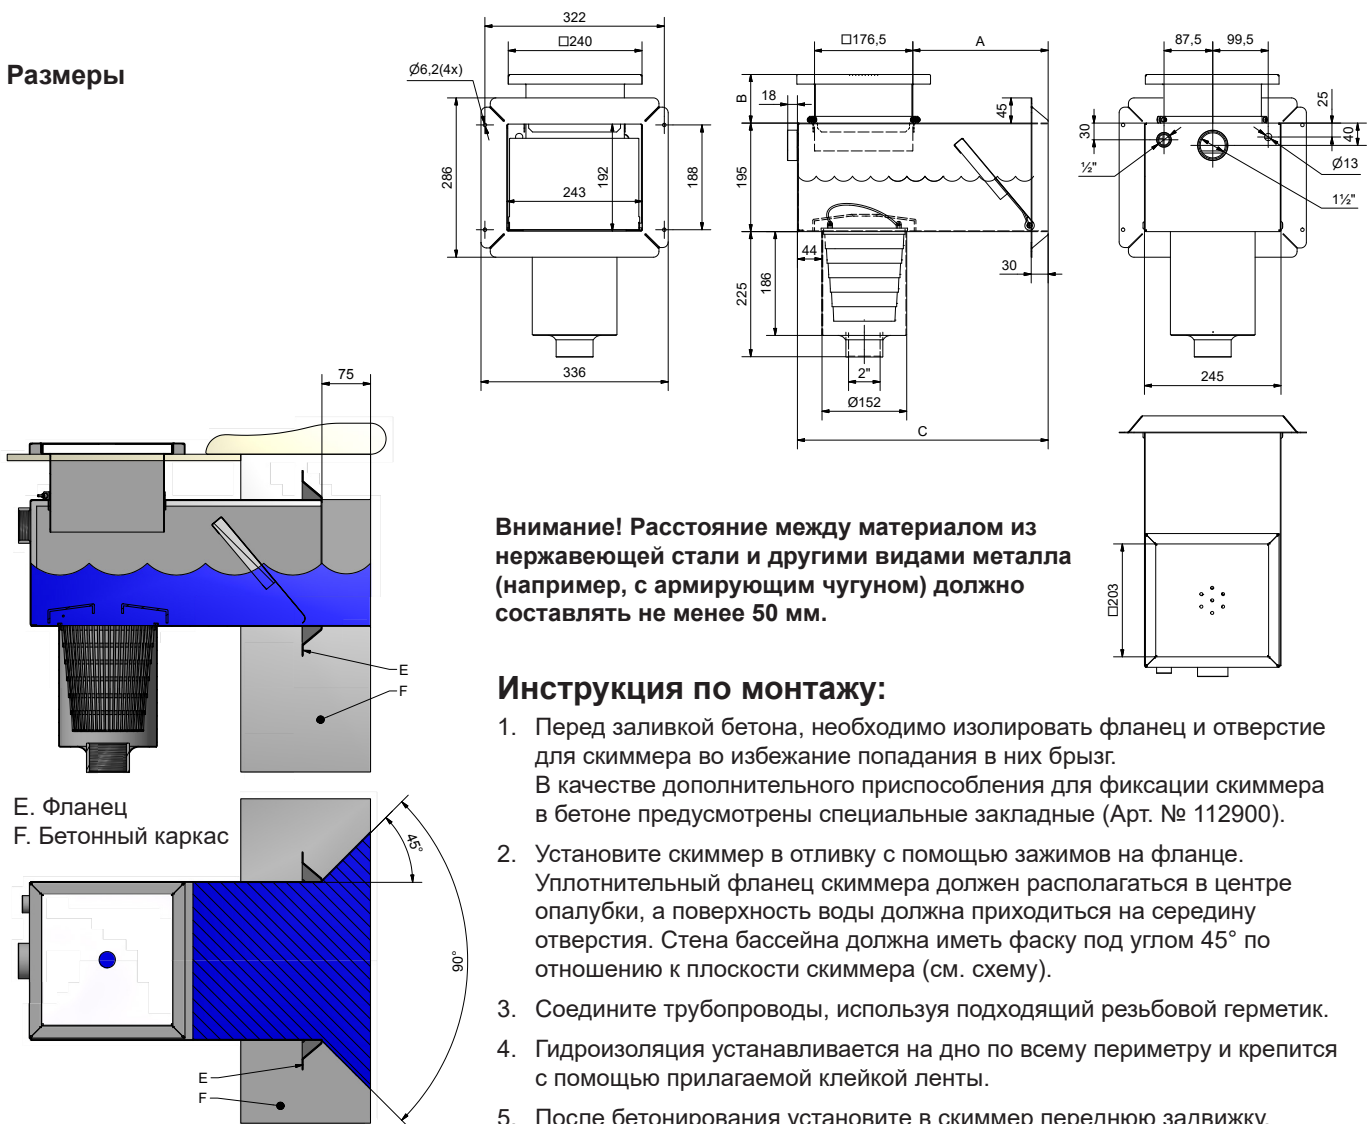 Размеры
322
□240
Ø6,2(4x)
286
192
243
188
336
□176,5
A
B
18
45
195
44
186
225
30
2"
Ø152
C
87,5
99,5
25
30
40
½"
Ø13
1½"
245
□203
75
E
F
Внимание! Расстояние между материалом из
нержавеющей стали и другими видами металла
(например, с армирующим чугуном) должно
составлять не менее 50 мм.
E. Фланец
F. Бетонный каркас
45°
90°
E
F
Инструкция по монтажу:
1. Перед заливкой бетона, необходимо изолировать фланец и отверстие
для скиммера во избежание попадания в них брызг.
В качестве дополнительного приспособления для фиксации скиммера
в бетоне предусмотрены специальные закладные (Арт. № 112900).
2. Установите скиммер в отливку с помощью зажимов на фланце.
Уплотнительный фланец скиммера должен располагаться в центре
опалубки, а поверхность воды должна приходиться на середину
отверстия. Стена бассейна должна иметь фаску под углом 45° по
отношению к плоскости скиммера (см. схему).
3. Соедините трубопроводы, используя подходящий резьбовой герметик.
4. Гидроизоляция устанавливается на дно по всему периметру и крепится
с помощью прилагаемой клейкой ленты.
5. После бетонирования установите в скиммер переднюю задвижку.